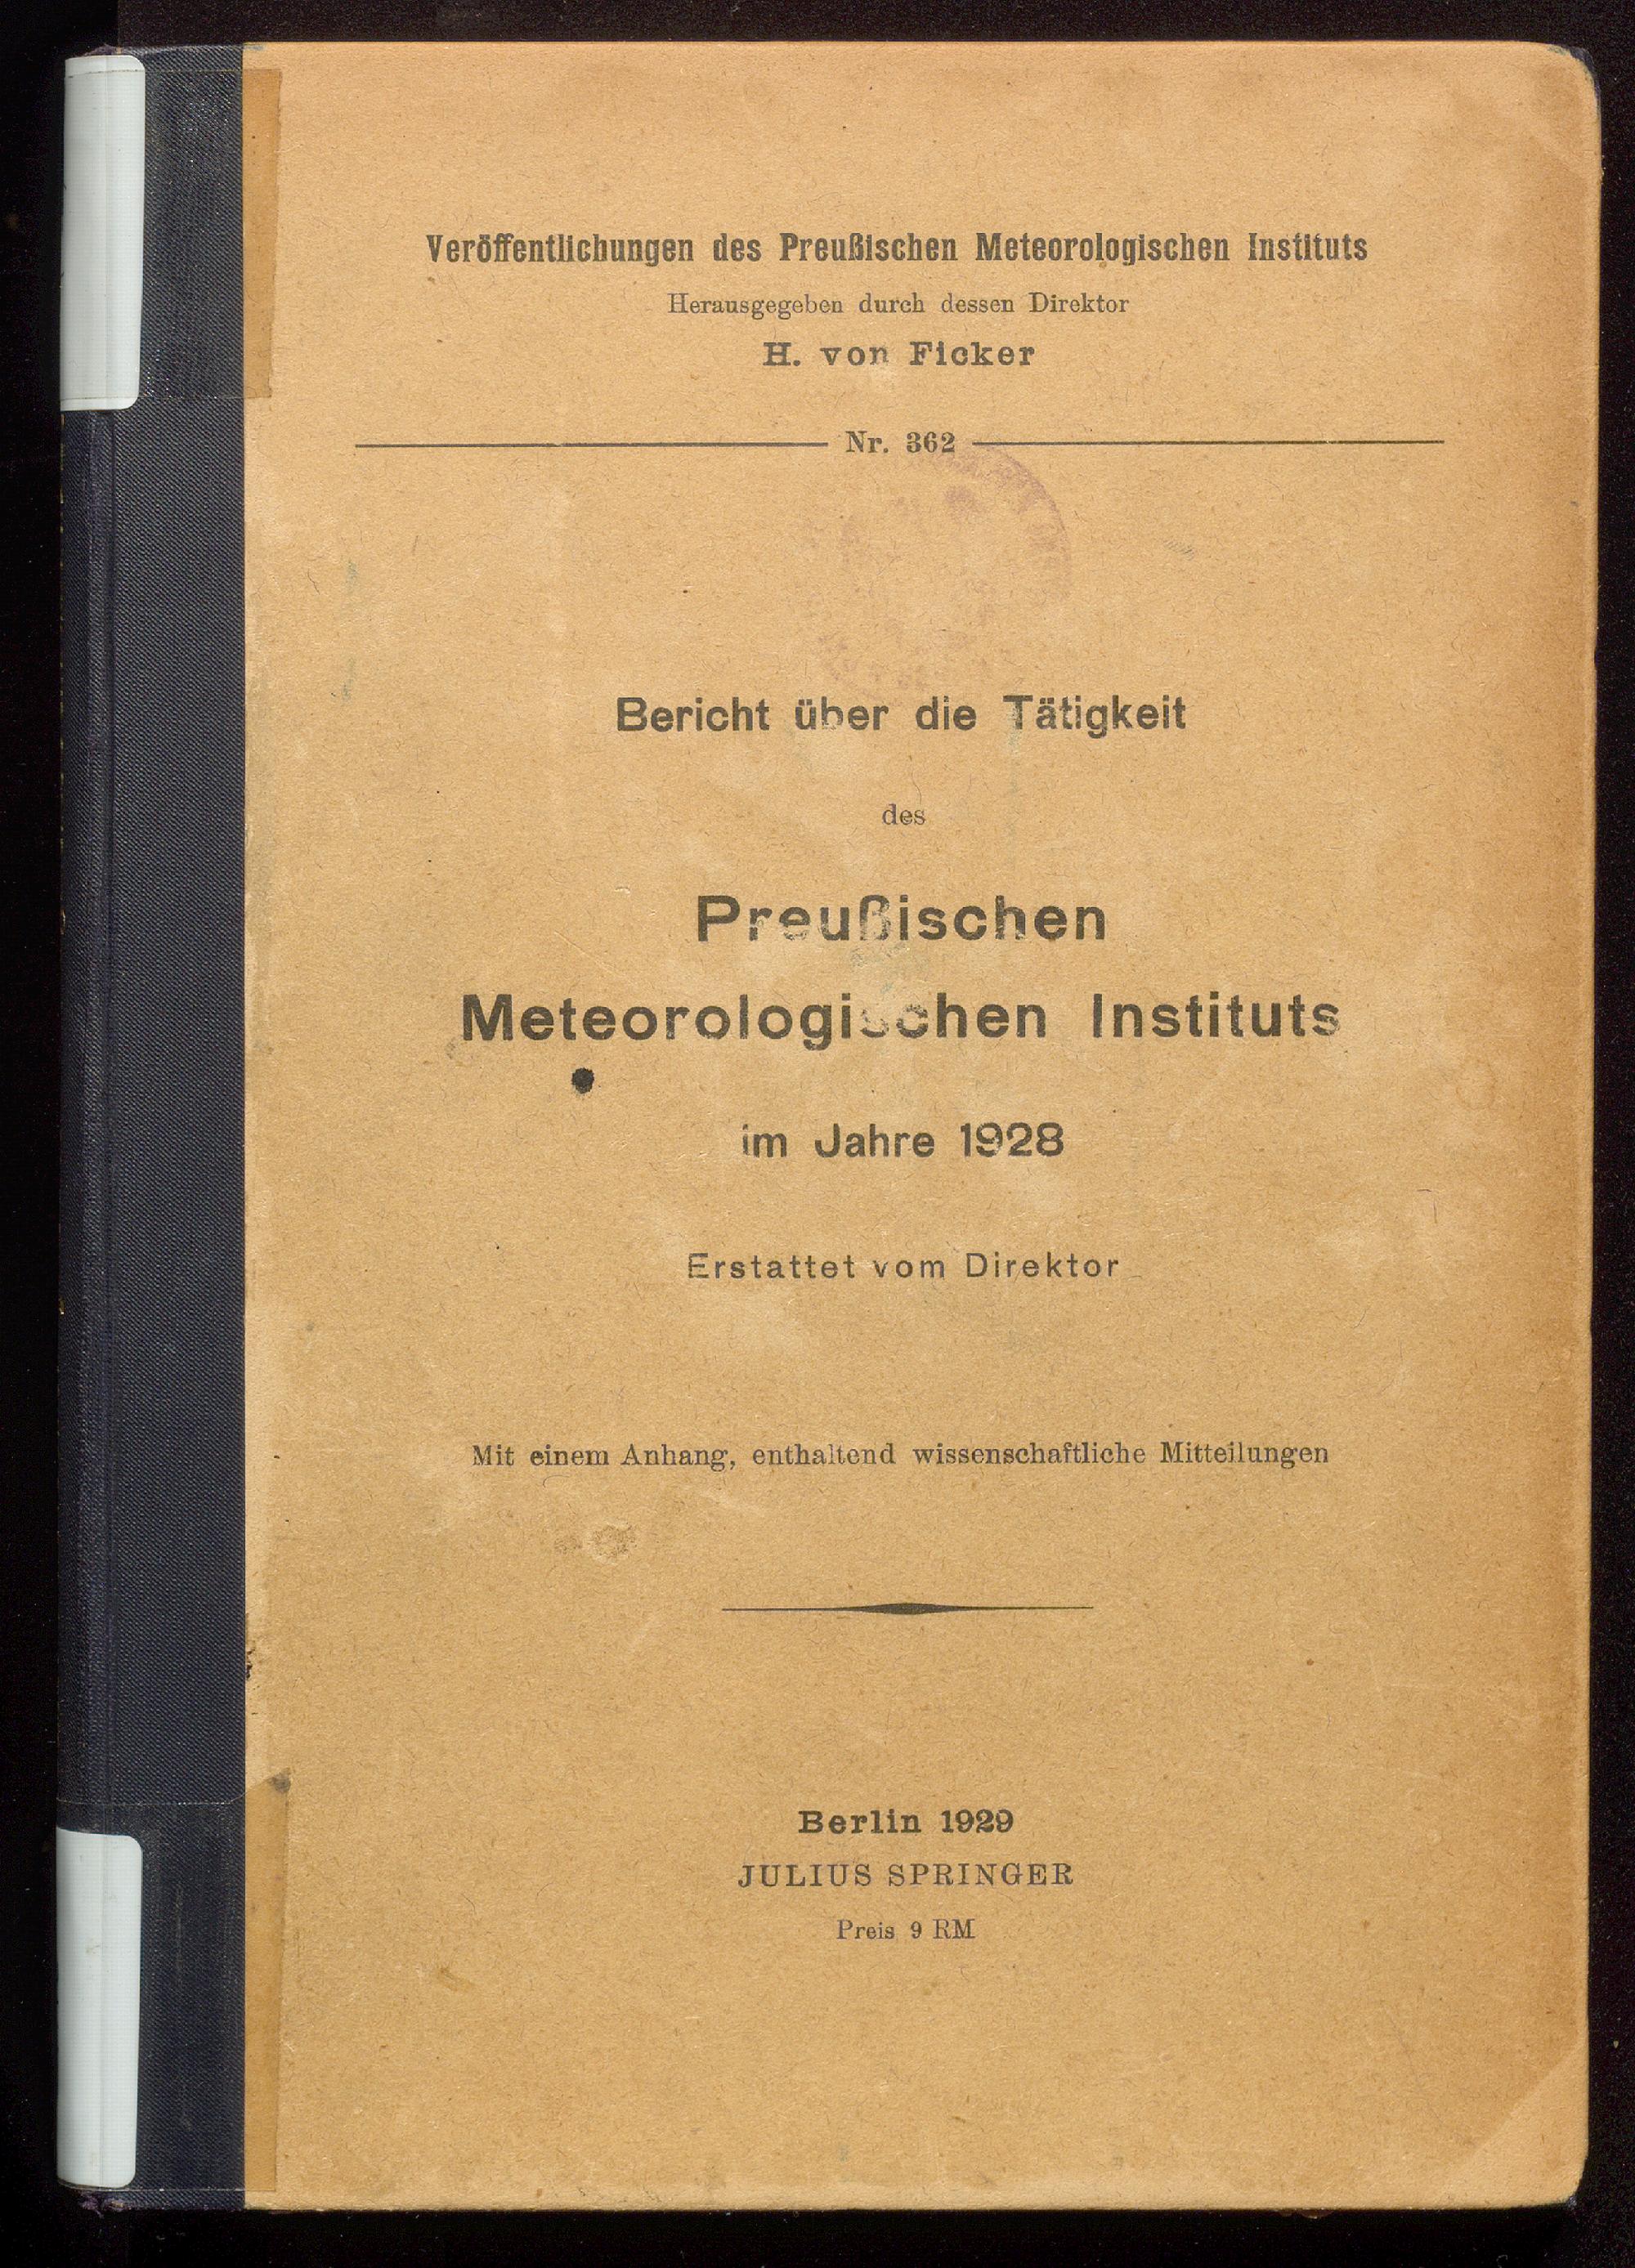 Veröffentlichungen des Preußischen Meteorologischen Instituts
Herausgegeben durch dessen Direktor
H. von Ficker
Nr. 362
Bericht über die Tätigkeit
des
Preußischen
Meteorologischen Instituts
im Jahre 1928
Erstattet vom Direktor
Mit einem Anhang, enthaltend wissenschaftliche Mitteilungen
Berlin 1929
JULIUS SPRINGER
Preis 9 RM